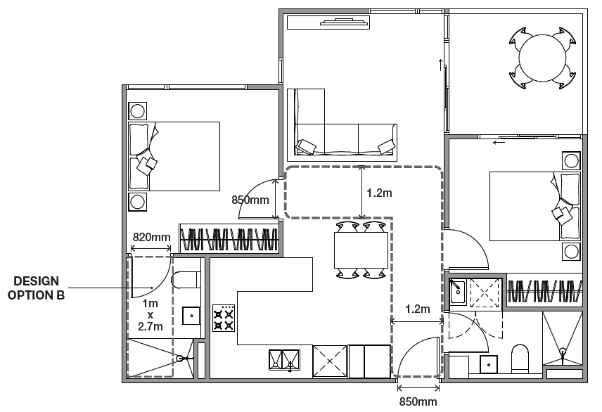 1.2m
850mm
820mm
DESIGN
OPTION B
1m
x
2.7m
1.2m
850mm